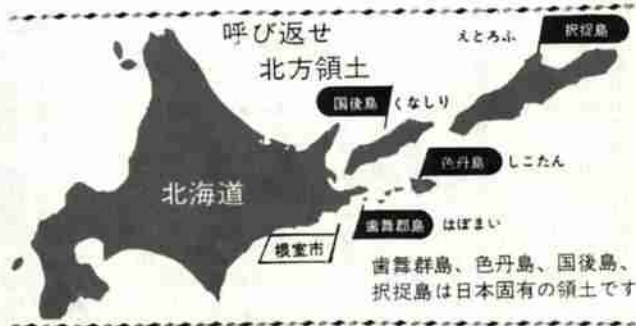 呼び返せ
北方領土
えとろふ
択捉島
国後島
くなしり
色丹島
しこたん
北海道
歯舞群島
はぼまい
根室市
歯舞群島、色丹島、国後島、
択捉島は日本固有の領土です